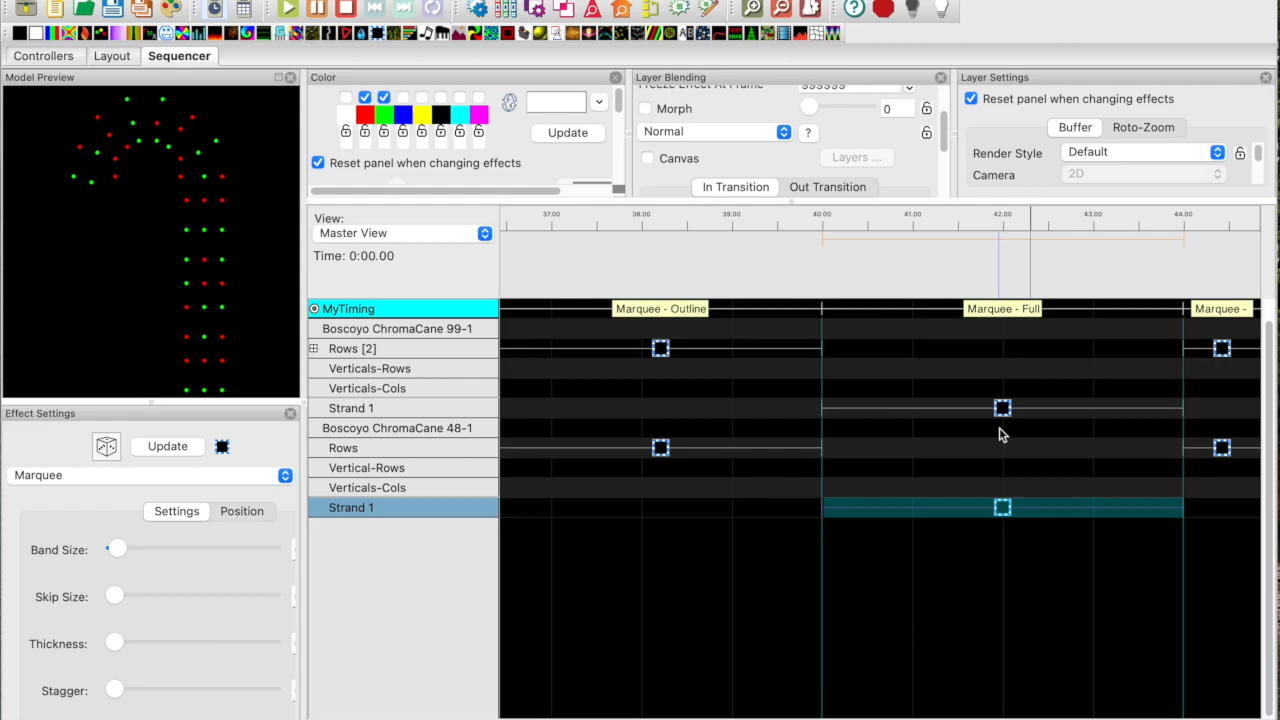 Controllers
Layout
Sequencer
Model Preview
Color
Update
Reset panel when changing effects
Layer Blending
Freeze Effect At Frame
999999
Morph
0
Normal
?
Canvas
Layers ...
In Transition
Out Transition
Layer Settings
Reset panel when changing effects
Buffer
Roto-Zoom
Render Style
Default
Camera
2D
View:
Master View
Time: 0:00.00
37.00
38.00
39.00
40.00
41.00
42.00
43.00
44.00
MyTiming
Marquee - Outline
Marquee - Full
Marquee -
Boscoyo ChromaCane 99-1
Rows [2]
Verticals-Rows
Verticals-Cols
Strand 1
Boscoyo ChromaCane 48-1
Rows
Vertical-Rows
Verticals-Cols
Strand 1
Effect Settings
Update
Marquee
Settings
Position
Band Size:
Skip Size:
Thickness:
Stagger: